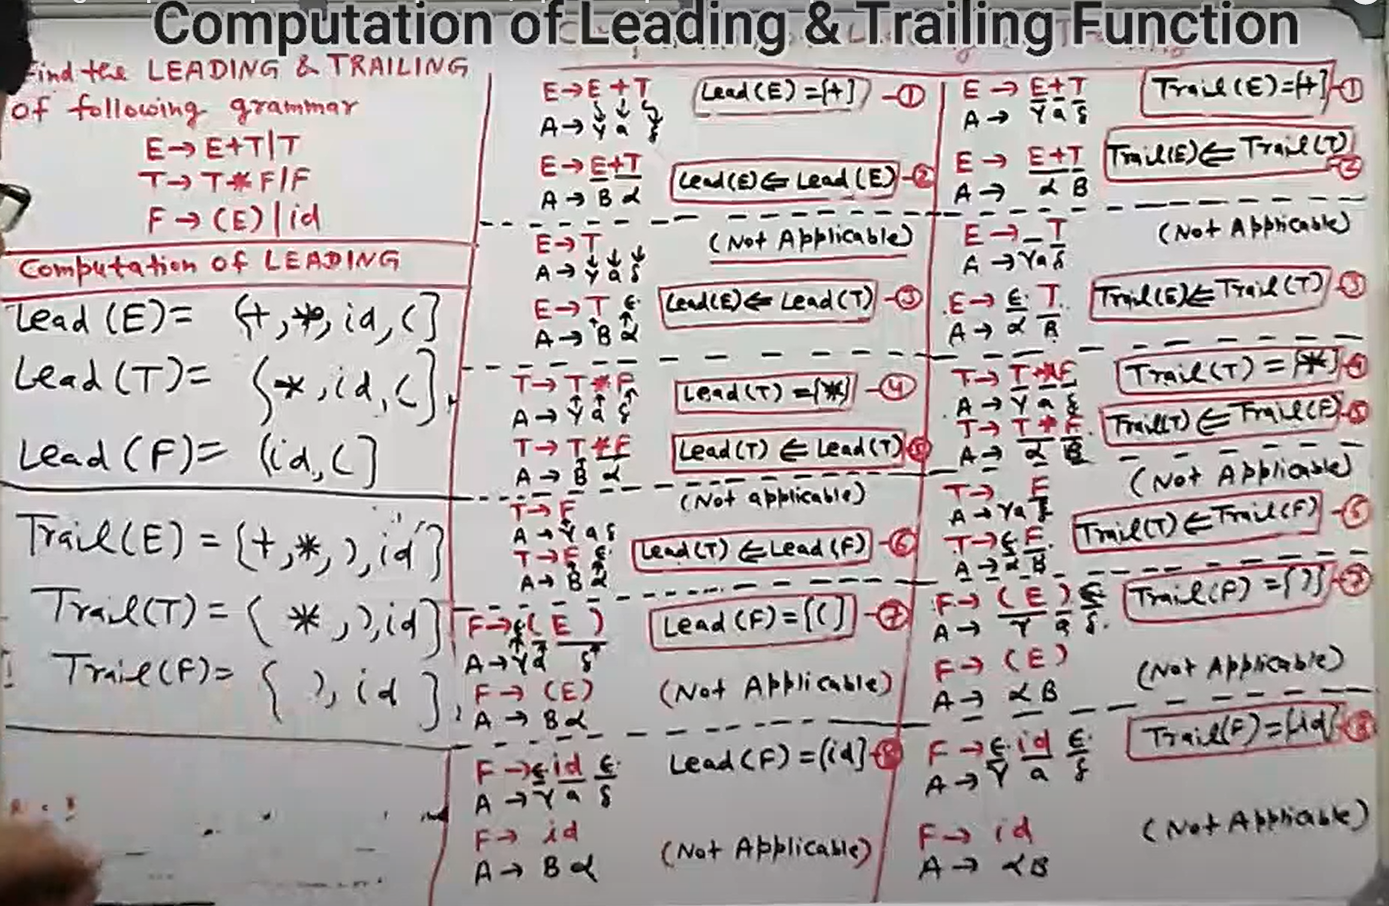 Computation of Leading & Trailing Function
Find the LEADING & TRAILING
of following grammar
E→ E+T|T
T→ T*F|F
F→ (E)|id
Computation of LEADING
Lead (E)= {+,*,id,(}
Lead (T)= {*,id,(},
Lead (F)= {id,(}
Trail(E) = {+,*,),id}
Trail(T) = { *,),id}
Trail(F)= { ), id },
E→E+T Lead(E)={+} -①
A→ γ a δ
E→E+T Lead(E)⇐ Lead(E) -②
A→ B α
E→T (Not Applicable)
A→ γ a δ
E→ T ε Lead(E)⇐ Lead(T) -③
A→ B α
T→ T*F Lead(T) ={*} -④
A→ γ a δ
T→ T*F Lead(T) ⇐ Lead(T)
A→ B α
T→ F (Not applicable)
A→ γ a δ
T→F ε Lead(T) ⇐Lead(F) -⑥
A→ B α
F→ε( E ) Lead(F)={(} -⑦
A→γ a δ
F→ (E) (Not Applicable)
A→ B α
F→ε id ε Lead(F)={id}-⑧
A→ γ a δ
F→ id (Not Applicable)
A→ B α
E→ E+T Trail(E)={+}-①
A→ γ a δ
E→ E+T Trail(E)⇐ Trail(T) -②
A→ α B
E→ _T (Not Applicable)
A→γ a δ
E→ ε T Trail(E)⇐Trail(T) -③
A→ α B
T→ T*F Trail(T) ={*} -④
A→ γ a δ
T→ T*F Trail(T) ⇐ Trail(F)-⑤
A→ α B
T→ F (Not Applicable)
A→γ a δ
T→ε F Trail(T) ⇐Trail(F) -⑥
A→ α B
F→ ( E ) ε Trail(F) ={)} -⑦
A→ γ a δ
F→ (E) (Not Applicable)
A→ α B
F→ε id ε Trail(F)={id} -⑧
A→ γ a δ
F→ id (Not Applicable)
A→ α B